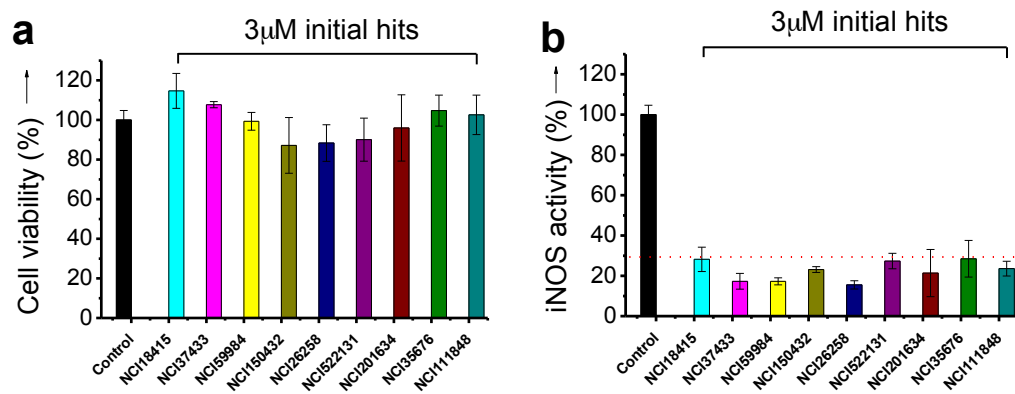 a
3μM initial hits
Cell viability (%) ⟶
120
100
80
60
40
20
0
Control
NCI18415
NCI37433
NCI59984
NCI150432
NCI26258
NCI522131
NCI201634
NCI35676
NCI111848
b
3μM initial hits
iNOS activity (%) ⟶
120
100
80
60
40
20
0
Control
NCI18415
NCI37433
NCI59984
NCI150432
NCI26258
NCI522131
NCI201634
NCI35676
NCI111848